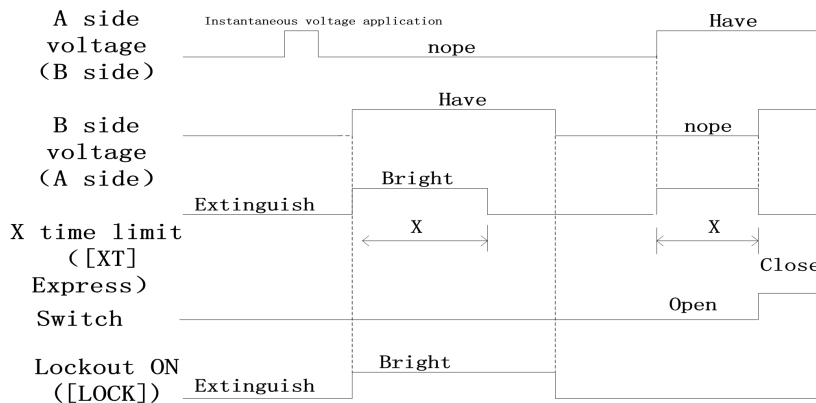 A side
voltage
(B side)
Instantaneous voltage application
nope
Have
B side
voltage
(A side)
Have
nope
Extinguish
Bright
X time limit
([XT]
Express)
X
X
Close
Switch
Open
Lockout ON
([LOCK])
Extinguish
Bright